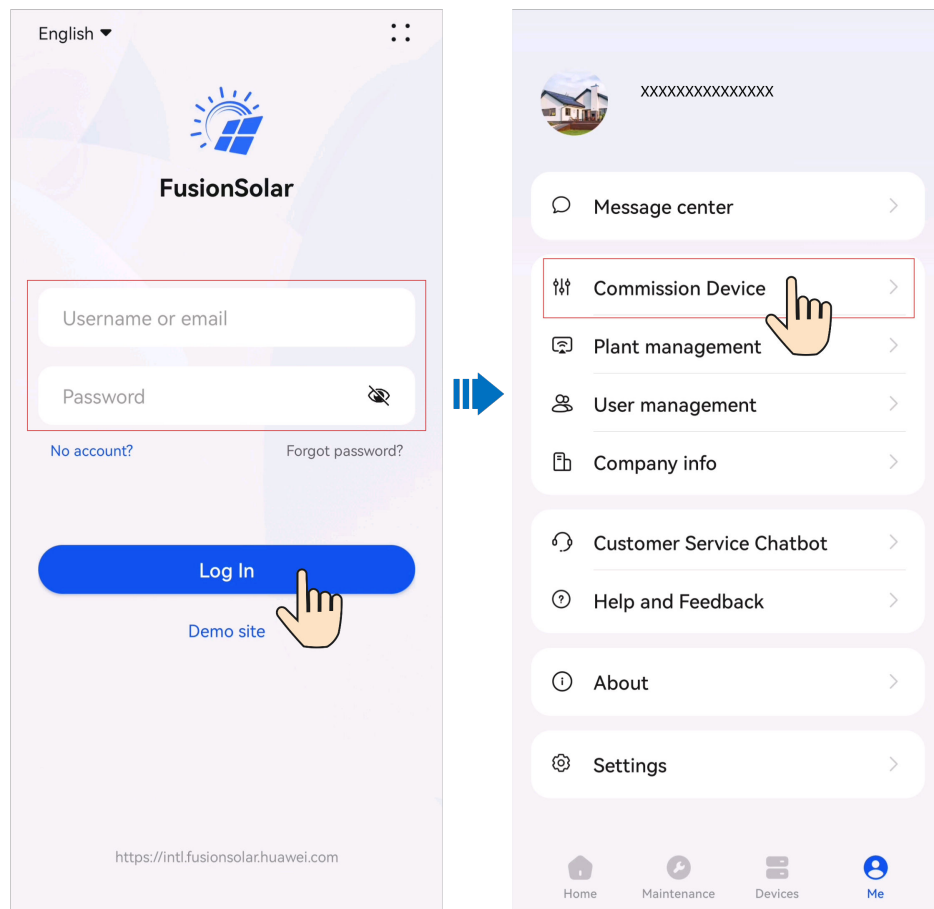 English
FusionSolar
Username or email
Password
No account?
Forgot password?
Log In
Demo site
https://intl.fusionsolar.huawei.com
XXXXXXXXXXXXXXX
Message center
Commission Device
Plant management
User management
Company info
Customer Service Chatbot
Help and Feedback
About
Settings
Home
Maintenance
Devices
Me